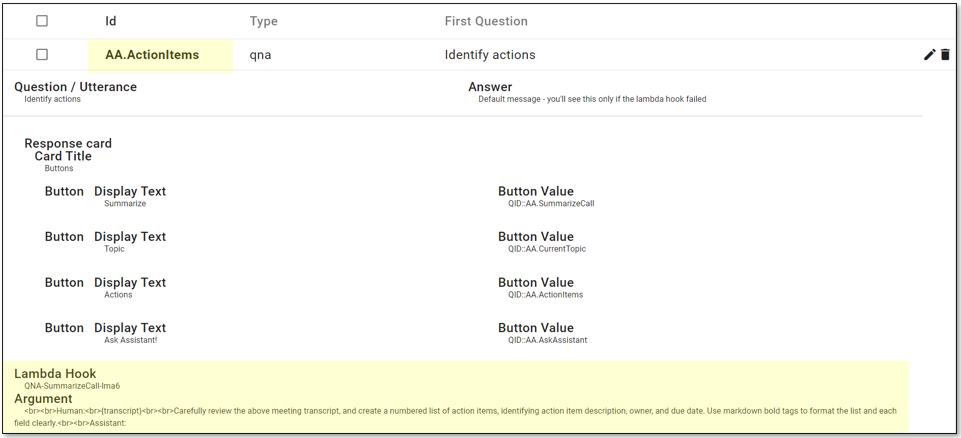 Id Type First Question
AA.ActionItems qna Identify actions
Question / Utterance Answer
Identify actions Default message - you'll see this only if the lambda hook failed
Response card
Card Title
Buttons
Button Display Text Button Value
Summarize QID::AA.SummarizeCall
Button Display Text Button Value
Topic QID::AA.CurrentTopic
Button Display Text Button Value
Actions QID::AA.ActionItems
Button Display Text Button Value
Ask Assistant! QID::AA.AskAssistant
Lambda Hook
QNA-SummarizeCall-lma6
Argument
<br><br>Human:<br>{transcript}<br><br>Carefully review the above meeting transcript, and create a numbered list of action items, identifying action item description, owner, and due date. Use markdown bold tags to format the list and each
field clearly.<br><br>Assistant: